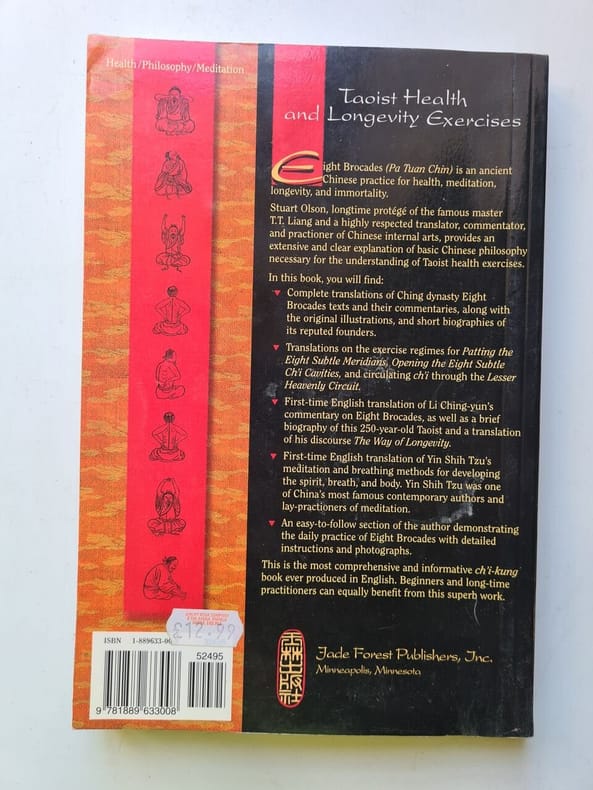 Health/Philosophy/Meditation
Taoist Health
and Longevity Exercises
Eight Brocades (Pa Tuan Chin) is an ancient
Chinese practice for health, meditation,
longevity, and immortality.
Stuart Olson, longtime protégé of the famous master
T.T. Liang and a highly respected translator, commentator,
and practioner of Chinese internal arts, provides an
extensive and clear explanation of basic Chinese philosophy
necessary for the understanding of Taoist health exercises.
In this book, you will find:
Complete translations of Ching dynasty Eight
Brocades texts and their commentaries, along with
the original illustrations, and short biographies of
its reputed founders.
Translations on the exercise regimes for Patting the
Eight Subtle Meridians, Opening the Eight Subtle
Ch'i Cavities, and circulating ch'i through the Lesser
Heavenly Circuit.
First-time English translation of Li Ching-yun's
commentary on Eight Brocades, as well as a brief
biography of this 250-year-old Taoist and a translation
of his discourse The Way of Longevity.
First-time English translation of Yin Shih Tzu's
meditation and breathing methods for developing
the spirit, breath, and body. Yin Shih Tzu was one
of China's most famous contemporary authors and
lay-practioners of meditation.
An easy-to-follow section of the author demonstrating
the daily practice of Eight Brocades with detailed
instructions and photographs.
This is the most comprehensive and informative ch'i-kung
book ever produced in English. Beginners and long-time
practitioners can equally benefit from this superb work.
£12.99
ISBN 1-889633-00
52495
9 781889 633008
Jade Forest Publishers, Inc.
Minneapolis, Minnesota